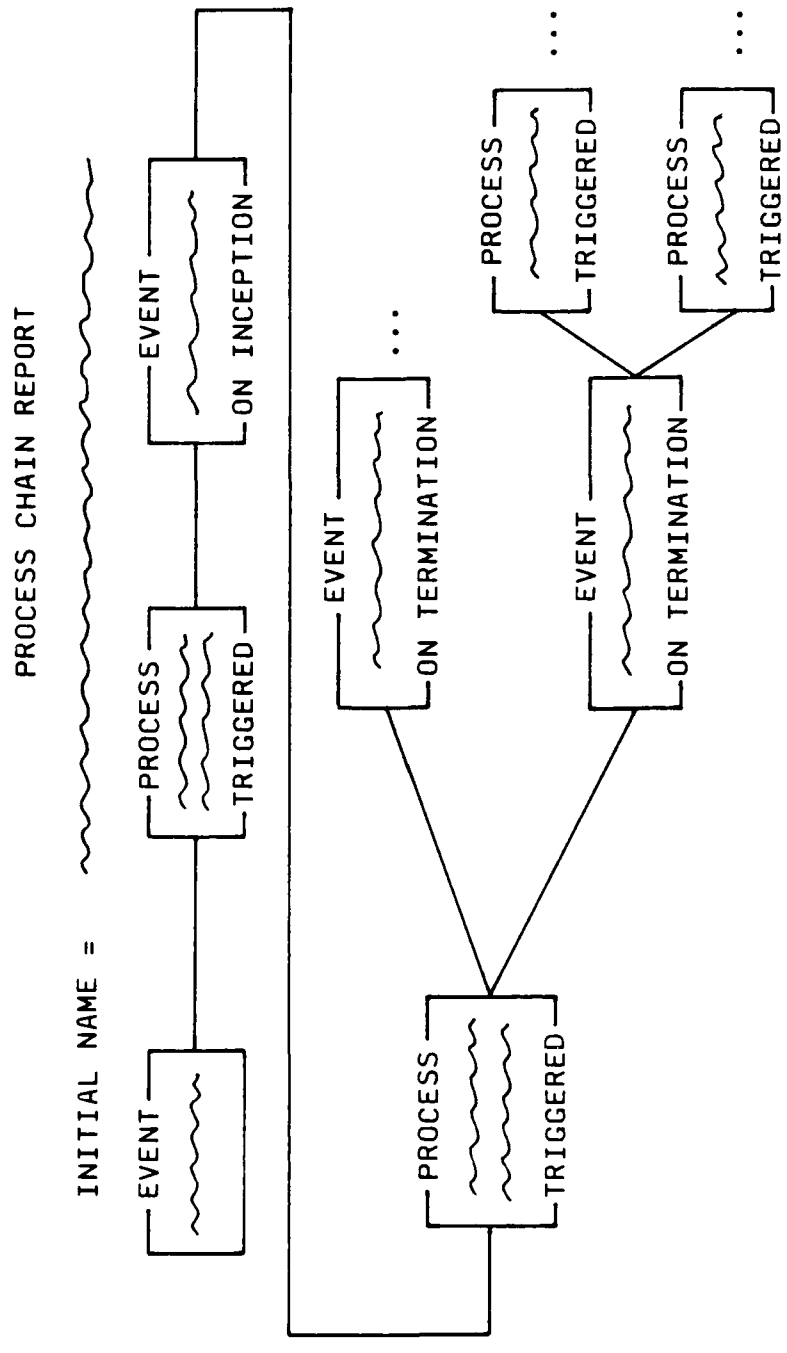 PROCESS CHAIN REPORT
INITIAL NAME =
EVENT
PROCESS
TRIGGERED
EVENT
ON INCEPTION
PROCESS
TRIGGERED
EVENT
ON TERMINATION
...
EVENT
ON TERMINATION
PROCESS
TRIGGERED
...
PROCESS
TRIGGERED
...